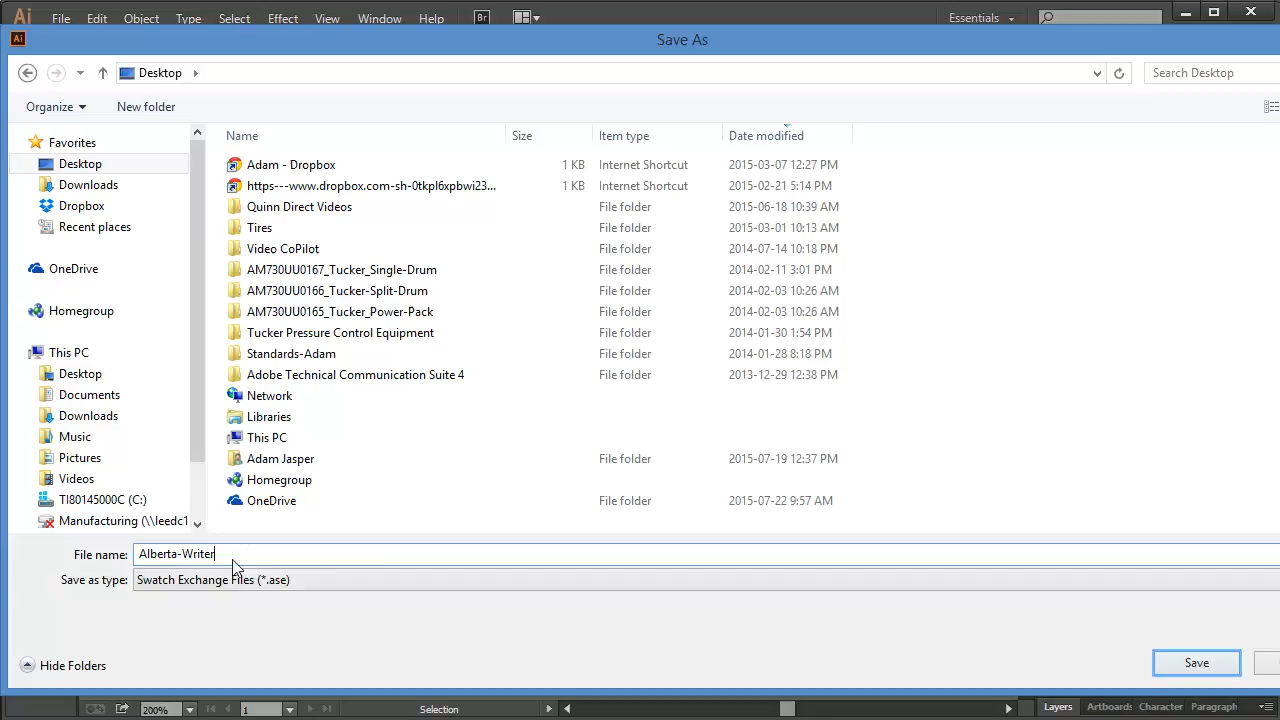 Ai File Edit Object Type Select Effect View Window Help Br Essentials
Ai Save As
Desktop Search Desktop
Organize New folder
Name Size Item type Date modified
Favorites
Desktop
Downloads
Dropbox
Recent places
OneDrive
Homegroup
This PC
Desktop
Documents
Downloads
Music
Pictures
Videos
TI80145000C (C:)
Manufacturing (\\leedc1
Adam - Dropbox 1 KB Internet Shortcut 2015-03-07 12:27 PM
https---www.dropbox.com-sh-0tkpl6xpbwi23... 1 KB Internet Shortcut 2015-02-21 5:14 PM
Quinn Direct Videos File folder 2015-06-18 10:39 AM
Tires File folder 2015-03-01 10:13 AM
Video CoPilot File folder 2014-07-14 10:18 PM
AM730UU0167_Tucker_Single-Drum File folder 2014-02-11 3:01 PM
AM730UU0166_Tucker-Split-Drum File folder 2014-02-03 10:26 AM
AM730UU0165_Tucker_Power-Pack File folder 2014-02-03 10:26 AM
Tucker Pressure Control Equipment File folder 2014-01-30 1:54 PM
Standards-Adam File folder 2014-01-28 8:18 PM
Adobe Technical Communication Suite 4 File folder 2013-12-29 12:38 PM
Network
Libraries
This PC
Adam Jasper File folder 2015-07-19 12:37 PM
Homegroup
OneDrive File folder 2015-07-22 9:57 AM
File name: Alberta-Writer
Save as type: Swatch Exchange Files (*.ase)
Hide Folders Save
200% 1 Selection Layers Artboards Character Paragraph